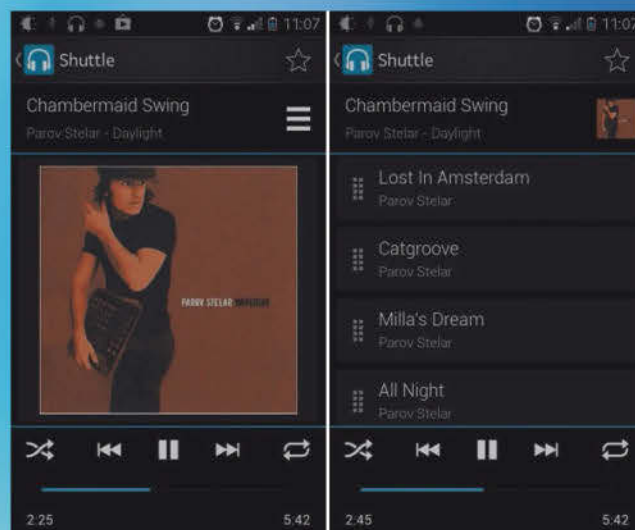 11:07
Shuttle
Chambermaid Swing
Parov Stelar - Daylight
PAROV STELAR DAYLIGHT
2:25
5:42
11:07
Shuttle
Chambermaid Swing
Parov Stelar - Daylight
Lost In Amsterdam
Parov Stelar
Catgroove
Parov Stelar
Milla's Dream
Parov Stelar
All Night
Parov Stelar
2:45
5:42